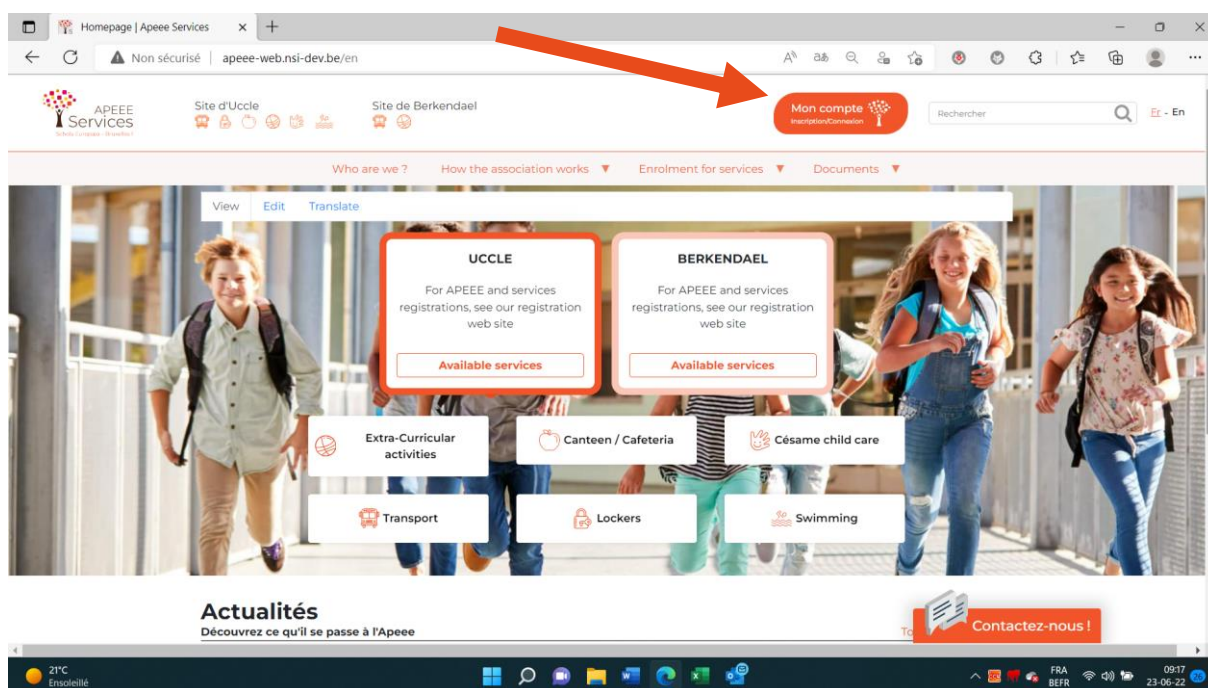 Homepage | Apeee Services
Non sécurisé | apeee-web.nsi-dev.be/en
APEEE
Services
Site d'Uccle
Site de Berkendael
Mon compte
Inscription/Connexion
Rechercher
Fr - En
Who are we ? How the association works ▼ Enrolment for services ▼ Documents ▼
View Edit Translate
UCCLE
For APEEE and services
registrations, see our registration
web site
Available services
BERKENDAEL
For APEEE and services
registrations, see our registration
web site
Available services
Extra-Curricular
activities
Canteen / Cafeteria
Césame child care
Transport
Lockers
Swimming
Actualités
Découvrez ce qu'il se passe à l'Apeee
To
Contactez-nous !
21°C
Ensoleillé
FRA
BEFR
09:17
23-06-22
26